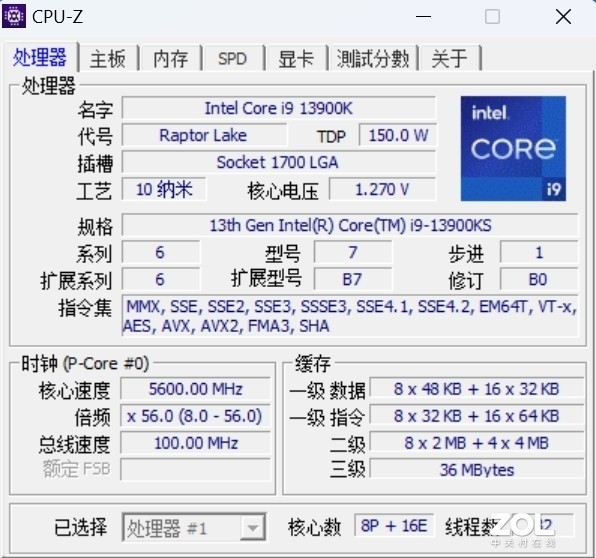 CPU-Z
处理器 主板 内存 SPD 显卡 測試分數 关于
处理器
名字 Intel Core i9 13900K
代号 Raptor Lake TDP 150.0 W
插槽 Socket 1700 LGA
工艺 10 纳米 核心电压 1.270 V
intel
CORE
i9
规格 13th Gen Intel(R) Core(TM) i9-13900KS
系列 6 型号 7 步进 1
扩展系列 6 扩展型号 B7 修订 B0
指令集 MMX, SSE, SSE2, SSE3, SSSE3, SSE4.1, SSE4.2, EM64T, VT-x,
AES, AVX, AVX2, FMA3, SHA
时钟 (P-Core #0)
核心速度 5600.00 MHz
倍频 x 56.0 (8.0 - 56.0)
总线速度 100.00 MHz
额定 FSB
缓存
一级 数据 8 x 48 KB + 16 x 32 KB
一级 指令 8 x 32 KB + 16 x 64 KB
二级 8 x 2 MB + 4 x 4 MB
三级 36 MBytes
已选择 处理器 #1 核心数 8P + 16E 线程数 32
ZOL
中关村在线